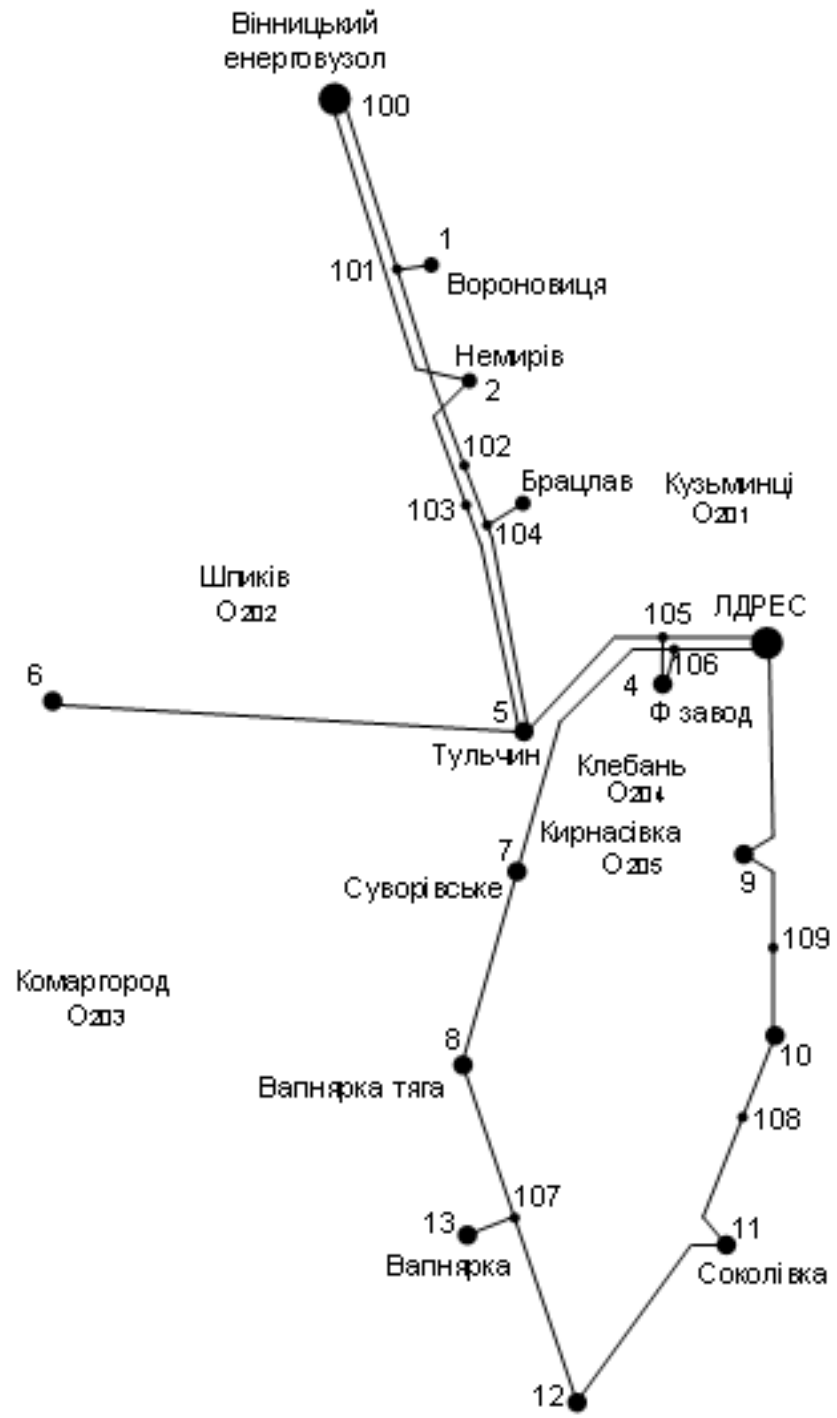 Вінницький
енерговузол
100
1
101
Вороновиця
Немирів
2
102
Брацлав
Кузьминці
103
О201
104
Шпиків
О202
105
ЛДРЕС
106
6
5
4
Ф завод
Тульчин
Клебань
О204
7
Кирнасівка
О205
9
Суворівське
109
Комаргород
О203
8
10
Вапнярка тяга
108
107
13
11
Вапнярка
Соколівка
12